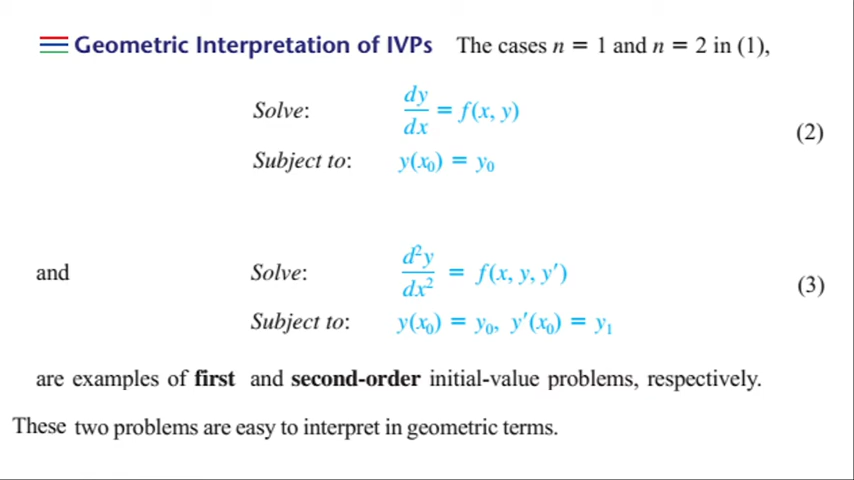 Geometric Interpretation of IVPs The cases n = 1 and n = 2 in (1),
Solve: dy/dx = f(x, y)
(2)
Subject to: y(x₀) = y₀
and Solve: d²y/dx² = f(x, y, y′)
(3)
Subject to: y(x₀) = y₀, y′(x₀) = y₁
are examples of first and second-order initial-value problems, respectively.
These two problems are easy to interpret in geometric terms.